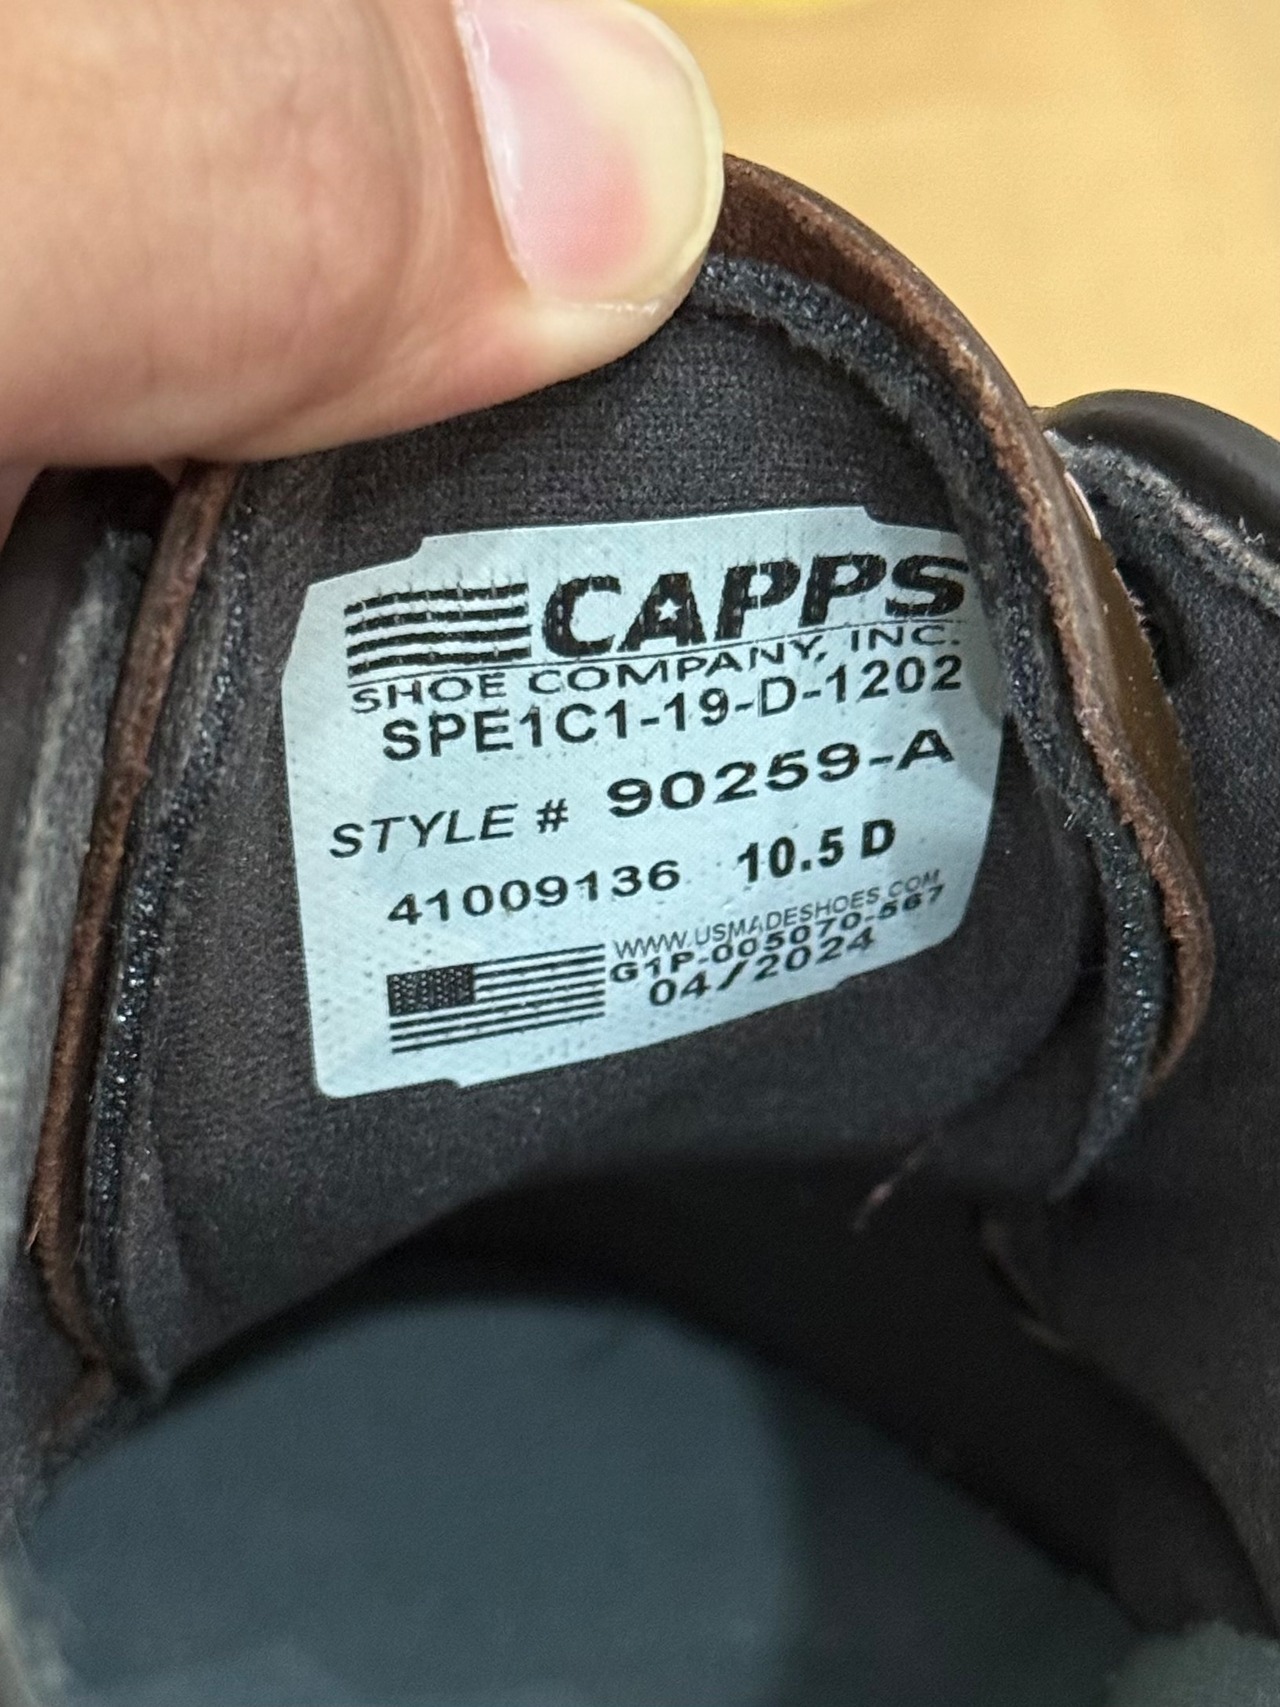 CAPPS
SHOE COMPANY, INC.
SPE1C1-19-D-1202
STYLE # 90259-A
41009136 10.5 D
WWW.USMADESHOES.COM
G1P-005070-567
04/2024